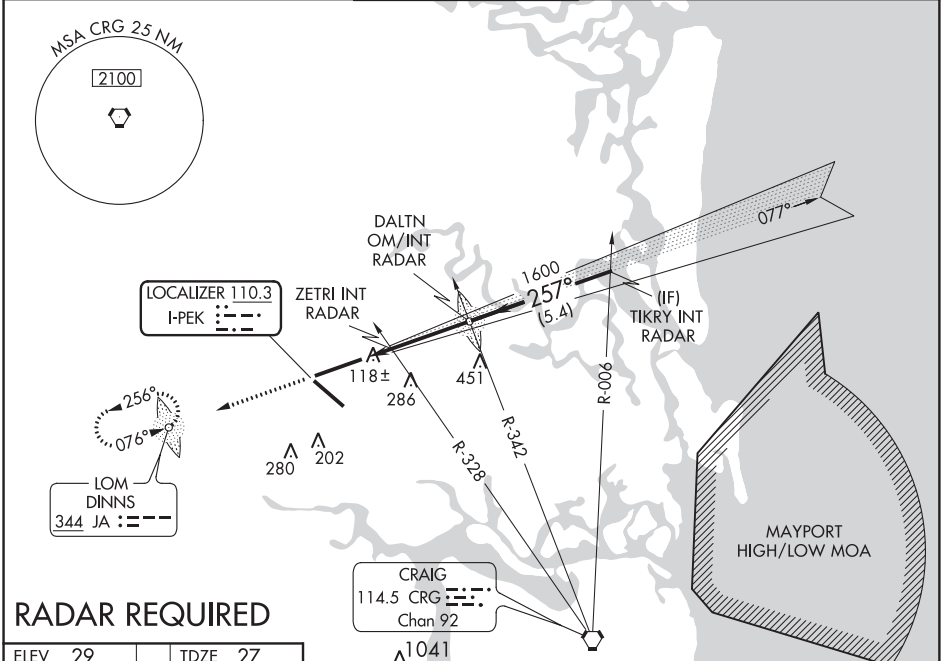 MSA CRG 25 NM
2100
DALTN
OM/INT
RADAR
077°
1600
257°
(5.4)
(IF)
TIKRY INT
RADAR
LOCALIZER 110.3
I-PEK
ZETRI INT
RADAR
118±
286
451
R-006
R-342
R-328
256°
076°
280
202
LOM
DINNS
344 JA
MAYPORT
HIGH/LOW MOA
CRAIG
114.5 CRG
Chan 92
1041
RADAR REQUIRED
ELEV 29
TDZE 27